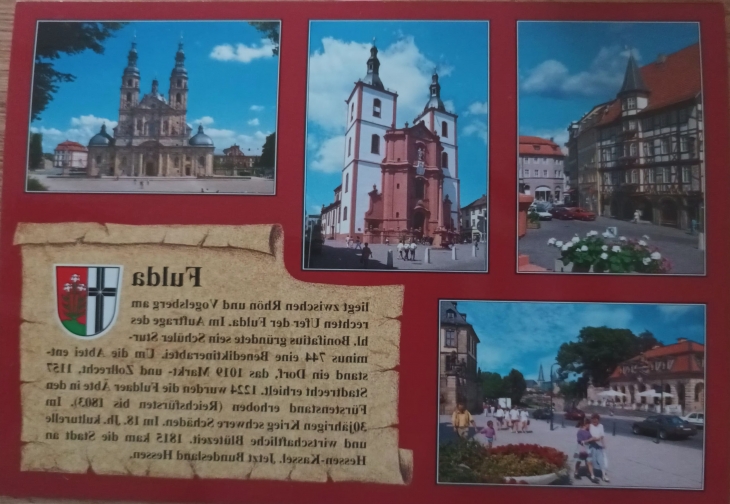 Fulda
liegt zwischen Rhön und Vogelsberg am
rechten Ufer der Fulda. Im Auftrage des
hl. Bonifatius gründete sein Schüler Stur-
minus 744 eine Benediktinerabtei. Um die Abtei ent
stand ein Dorf, das 1019 Markt- und Zollrecht, 1157
Stadtrecht erhielt. 1224 wurden die Fuldaer Äbte in den
Fürstenstand erhoben (Reichsfürsten bis 1803). Im
30jährigen Krieg schwere Schäden. Im 18. Jh. kulturelle
und wirtschaftliche Blütezeit. 1815 kam die Stadt an
Hessen-Kassel. Jetzt Bundesland Hessen.